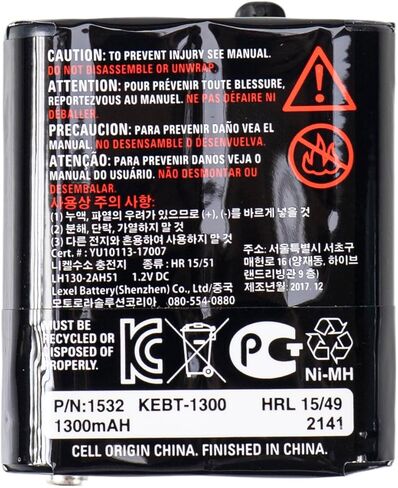 CAUTION: TO PREVENT INJURY SEE MANUAL.
DO NOT DISASSEMBLE OR UNWRAP.
ATTENTION: POUR PRÉVENIR TOUTE BLESSURE,
REPORTEZVOUS AU MANUEL. NE PAS DÉFAIRE NI
DÉBALLER.
PRECAUCION: PARA PREVENIR DAÑO VEA EL
MANUAL. NO DESENSAMBLE O DESENVUELVA.
ATENÇÃO: PARA PREVENIR DANOS VEJA O
MANUAL DO USUÁRIO. NÃO DESMONTAR OU
DESEMBALAR.
사용상 주의 사항:
(1) 누액, 파열의 우려가 있으므로 (+), (-)를 바르게 넣을 것
(2) 분해, 단락, 가열하지 말 것
(3) 다른 전지와 혼용하여 사용하지 말 것
Cert. # : YU10113-17007
니켈수소 충전지 종류: HR 15/51
LH130-2AH51 1.2V DC
Lexel Battery(Shenzhen) Co., Ltd/중국
모토로라솔루션코리아 080-554-0880
주소: 서울특별시 서초구
매헌로 16 (양재동, 하이브
랜드리빙관 9 층)
제조년월: 2017. 12
MUST BE
RECYCLED OR
DISPOSED OF
PROPERLY.
Ni-MH
P/N:1532 KEBT-1300 HRL 15/49
1300mAH 2141
CELL ORIGIN CHINA. FINISHED IN CHINA.